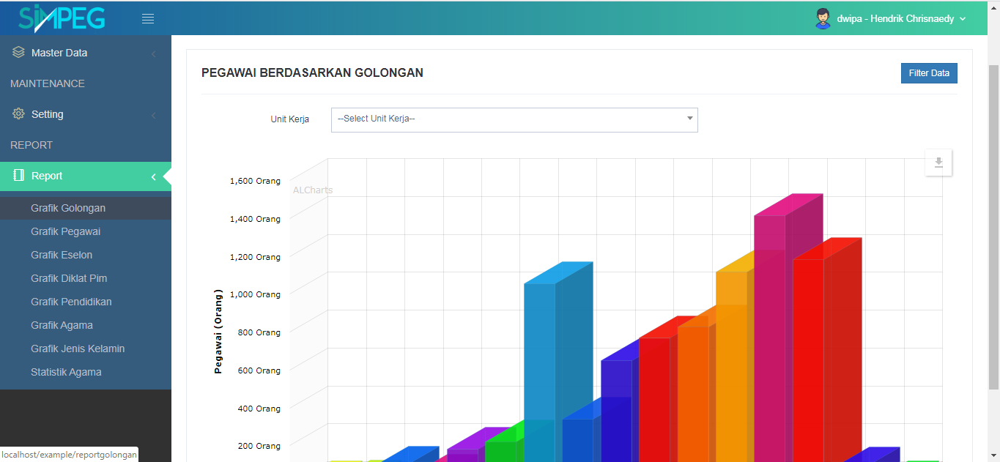 SiMPEG
dwipa - Hendrik Chrisnaedy
Master Data
MAINTENANCE
Setting
REPORT
Report
Grafik Golongan
Grafik Pegawai
Grafik Eselon
Grafik Diklat Pim
Grafik Pendidikan
Grafik Agama
Grafik Jenis Kelamin
Statistik Agama
localhost/example/reportgolongan
PEGAWAI BERDASARKAN GOLONGAN
Filter Data
Unit Kerja
--Select Unit Kerja--
ALCharts
Pegawai (Orang)
1,600 Orang
1,400 Orang
1,200 Orang
1,000 Orang
800 Orang
600 Orang
400 Orang
200 Orang